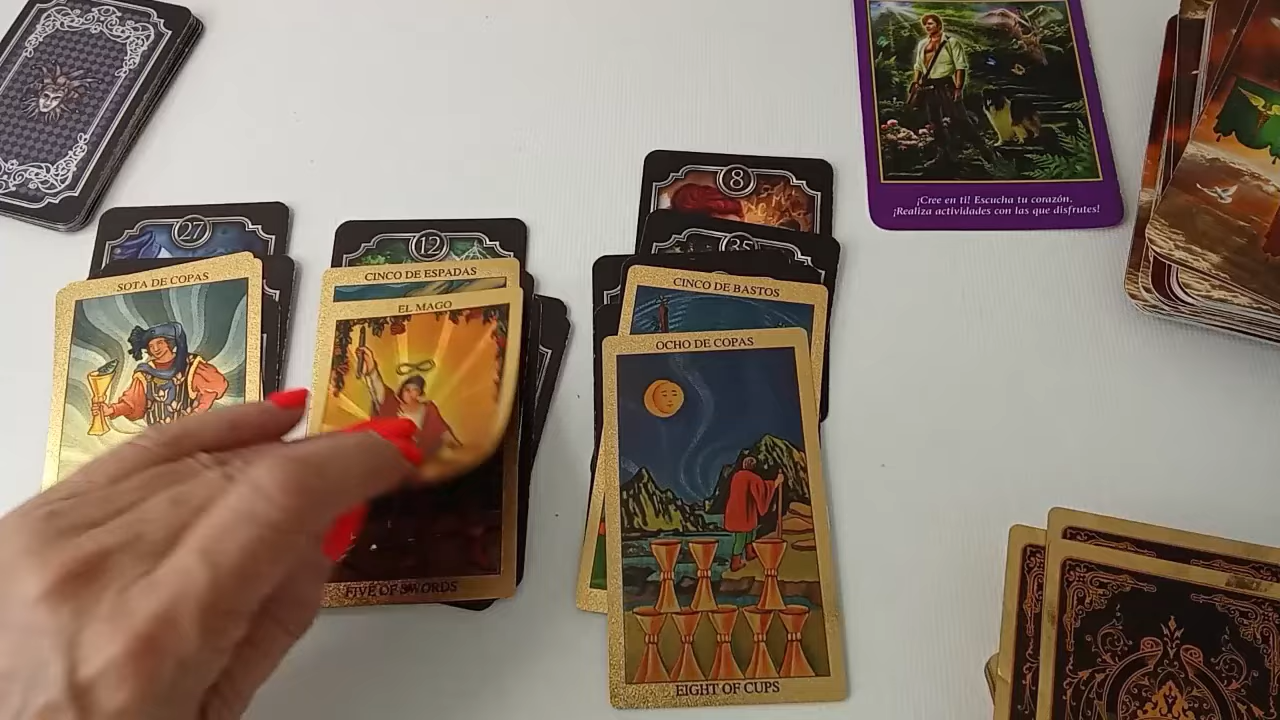 ¡Cree en ti! Escucha tu corazón.
¡Realiza actividades con las que disfrutes!
8
27
12
35
SOTA DE COPAS
CINCO DE ESPADAS
EL MAGO
CINCO DE BASTOS
OCHO DE COPAS
FIVE OF SWORDS
EIGHT OF CUPS